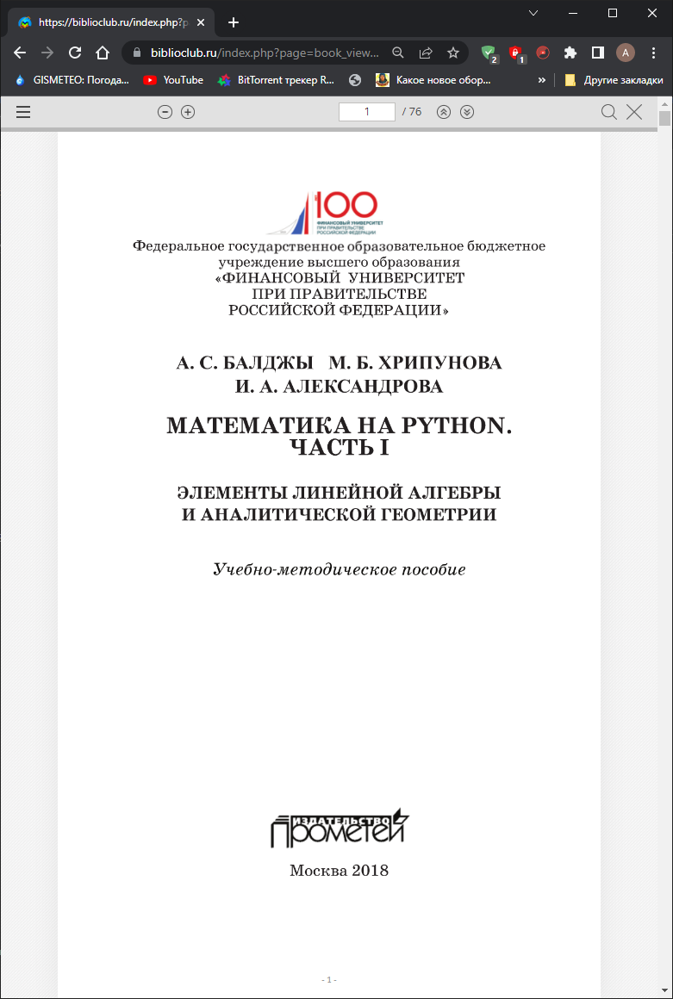 https://biblioclub.ru/index.php?p
biblioclub.ru/index.php?page=book_view...
2
1
A
GISMETEO: Погода...
YouTube
BitTorrent трекер R...
Какое новое обор...
»
Другие закладки
1 / 76
100
ФИНАНСОВЫЙ УНИВЕРСИТЕТ
ПРИ ПРАВИТЕЛЬСТВЕ
РОССИЙСКОЙ ФЕДЕРАЦИИ
Федеральное государственное образовательное бюджетное
учреждение высшего образования
«ФИНАНСОВЫЙ УНИВЕРСИТЕТ
ПРИ ПРАВИТЕЛЬСТВЕ
РОССИЙСКОЙ ФЕДЕРАЦИИ»
А. С. БАЛДЖЫ М. Б. ХРИПУНОВА
И. А. АЛЕКСАНДРОВА
МАТЕМАТИКА НА PYTHON.
ЧАСТЬ I
ЭЛЕМЕНТЫ ЛИНЕЙНОЙ АЛГЕБРЫ
И АНАЛИТИЧЕСКОЙ ГЕОМЕТРИИ
Учебно-методическое пособие
ИЗДАТЕЛЬСТВО
ПРОМЕТЕЙ
Москва 2018
- 1 -